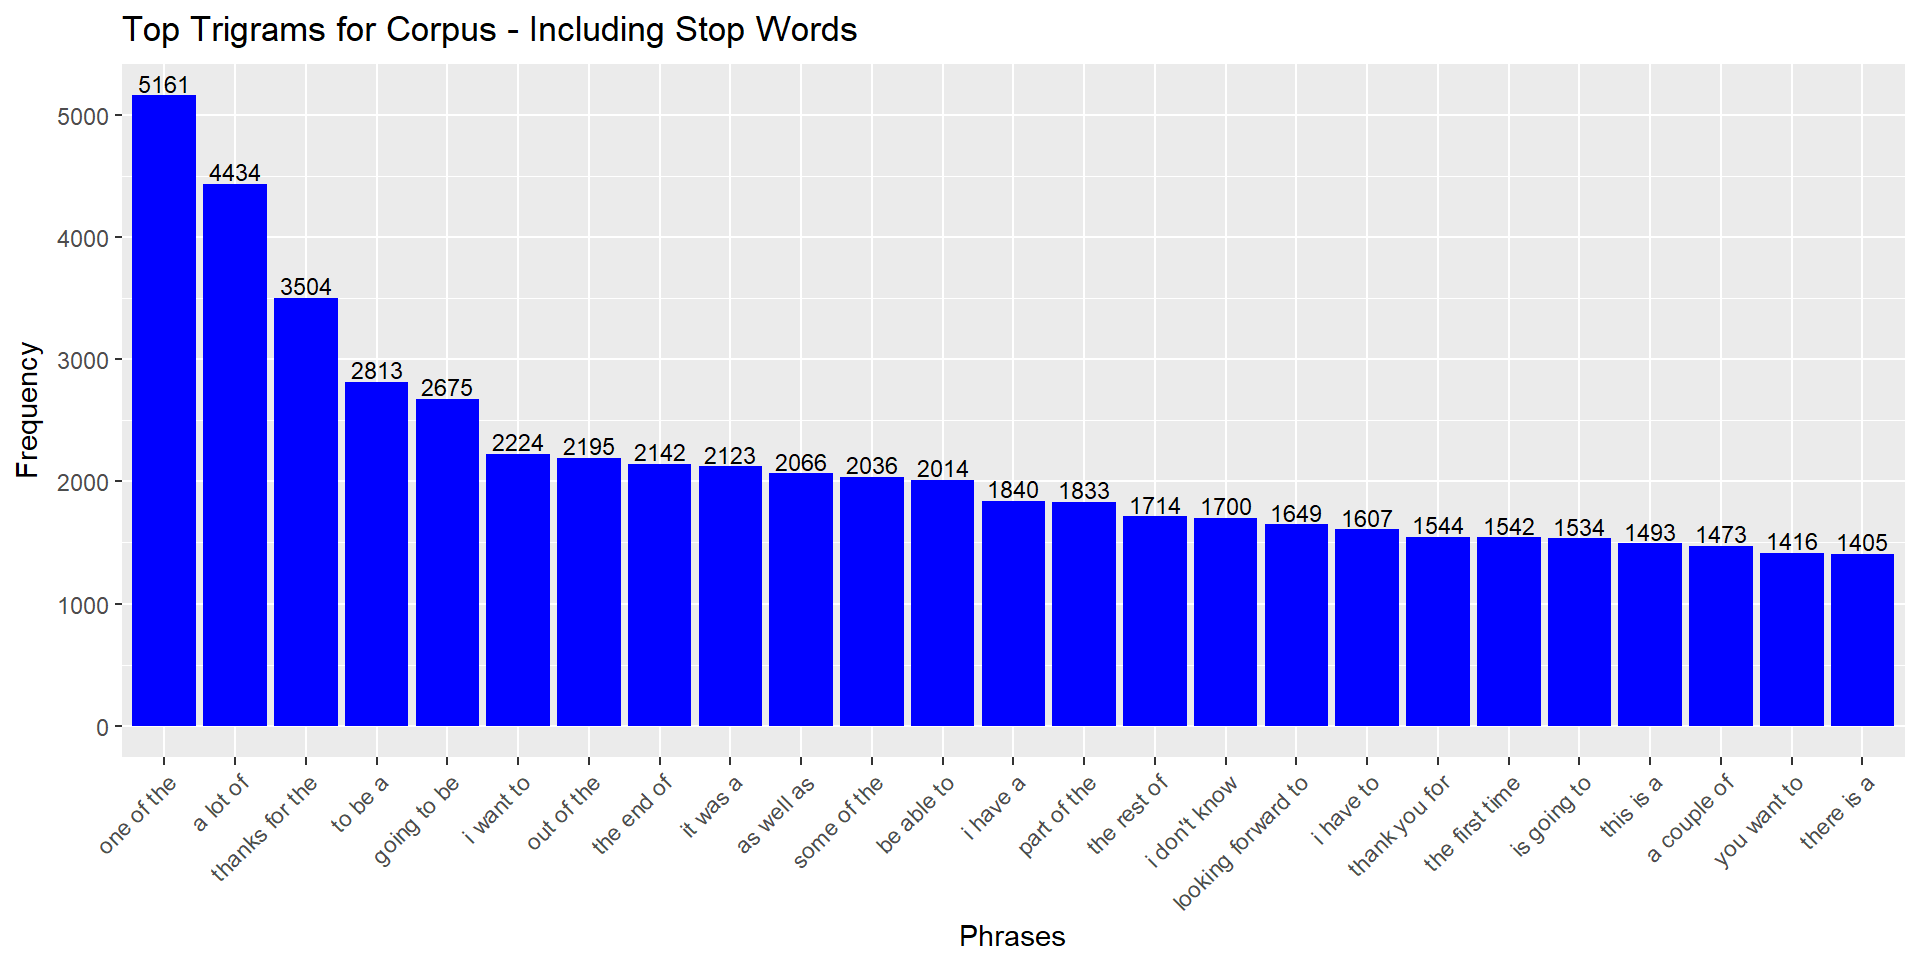 Top Trigrams for Corpus - Including Stop Words
Frequency
5000
4000
3000
2000
1000
0
5161
4434
3504
2813
2675
2224
2195
2142
2123
2066
2036
2014
1840
1833
1714
1700
1649
1607
1544
1542
1534
1493
1473
1416
1405
one of the
a lot of
thanks for the
to be a
going to be
i want to
out of the
the end of
it was a
as well as
some of the
be able to
i have a
part of the
the rest of
i don't know
looking forward to
i have to
thank you for
the first time
is going to
this is a
a couple of
you want to
there is a
Phrases